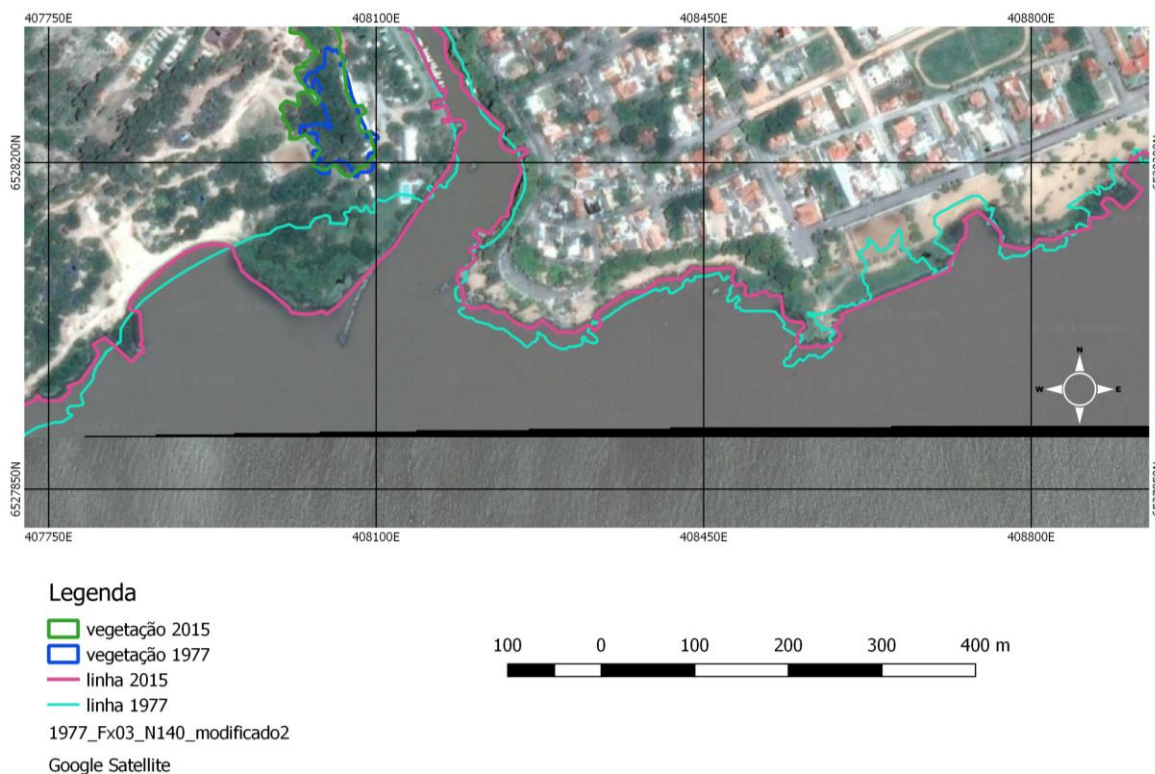 407750E 408100E 408450E 408800E
6528200N
6527850N
N
W E
407750E 408100E 408450E 408800E
Legenda
vegetação 2015
vegetação 1977
linha 2015
linha 1977
1977_Fx03_N140_modificado2
Google Satellite
100 0 100 200 300 400 m